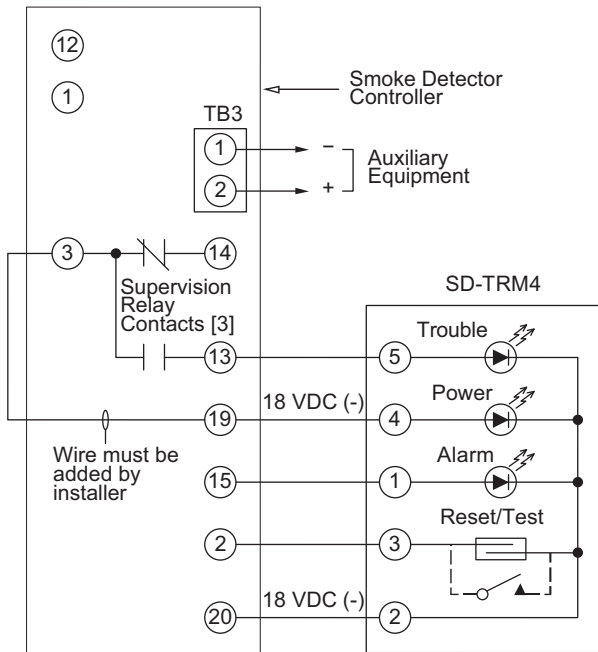 12
1
Smoke Detector
Controller
TB3
1
–
2
+
Auxiliary
Equipment
3
14
Supervision
Relay
Contacts [3]
13
SD-TRM4
Trouble
5
18 VDC (-)
Power
19
4
Wire must be
added by
installer
Alarm
15
1
Reset/Test
2
3
18 VDC (-)
20
2